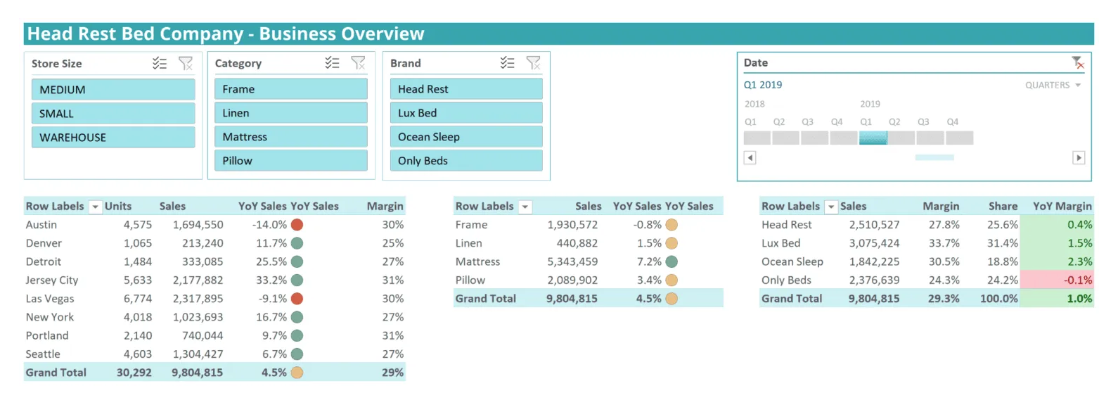 Head Rest Bed Company - Business Overview
Store Size
MEDIUM
SMALL
WAREHOUSE
Category
Frame
Linen
Mattress
Pillow
Brand
Head Rest
Lux Bed
Ocean Sleep
Only Beds
Date
Q1 2019 QUARTERS
2018 2019
Q1 Q2 Q3 Q4 Q1 Q2 Q3 Q4
Row Labels Units Sales YoY Sales YoY Sales Margin
Austin 4,575 1,694,550 -14.0% 30%
Denver 1,065 213,240 11.7% 25%
Detroit 1,484 333,085 25.5% 27%
Jersey City 5,633 2,177,882 33.2% 31%
Las Vegas 6,774 2,317,895 -9.1% 30%
New York 4,018 1,023,693 16.7% 27%
Portland 2,140 740,044 9.7% 31%
Seattle 4,603 1,304,427 6.7% 27%
Grand Total 30,292 9,804,815 4.5% 29%
Row Labels Sales YoY Sales YoY Sales
Frame 1,930,572 -0.8%
Linen 440,882 1.5%
Mattress 5,343,459 7.2%
Pillow 2,089,902 3.4%
Grand Total 9,804,815 4.5%
Row Labels Sales Margin Share YoY Margin
Head Rest 2,510,527 27.8% 25.6% 0.4%
Lux Bed 3,075,424 33.7% 31.4% 1.5%
Ocean Sleep 1,842,225 30.5% 18.8% 2.3%
Only Beds 2,376,639 24.3% 24.2% -0.1%
Grand Total 9,804,815 29.3% 100.0% 1.0%